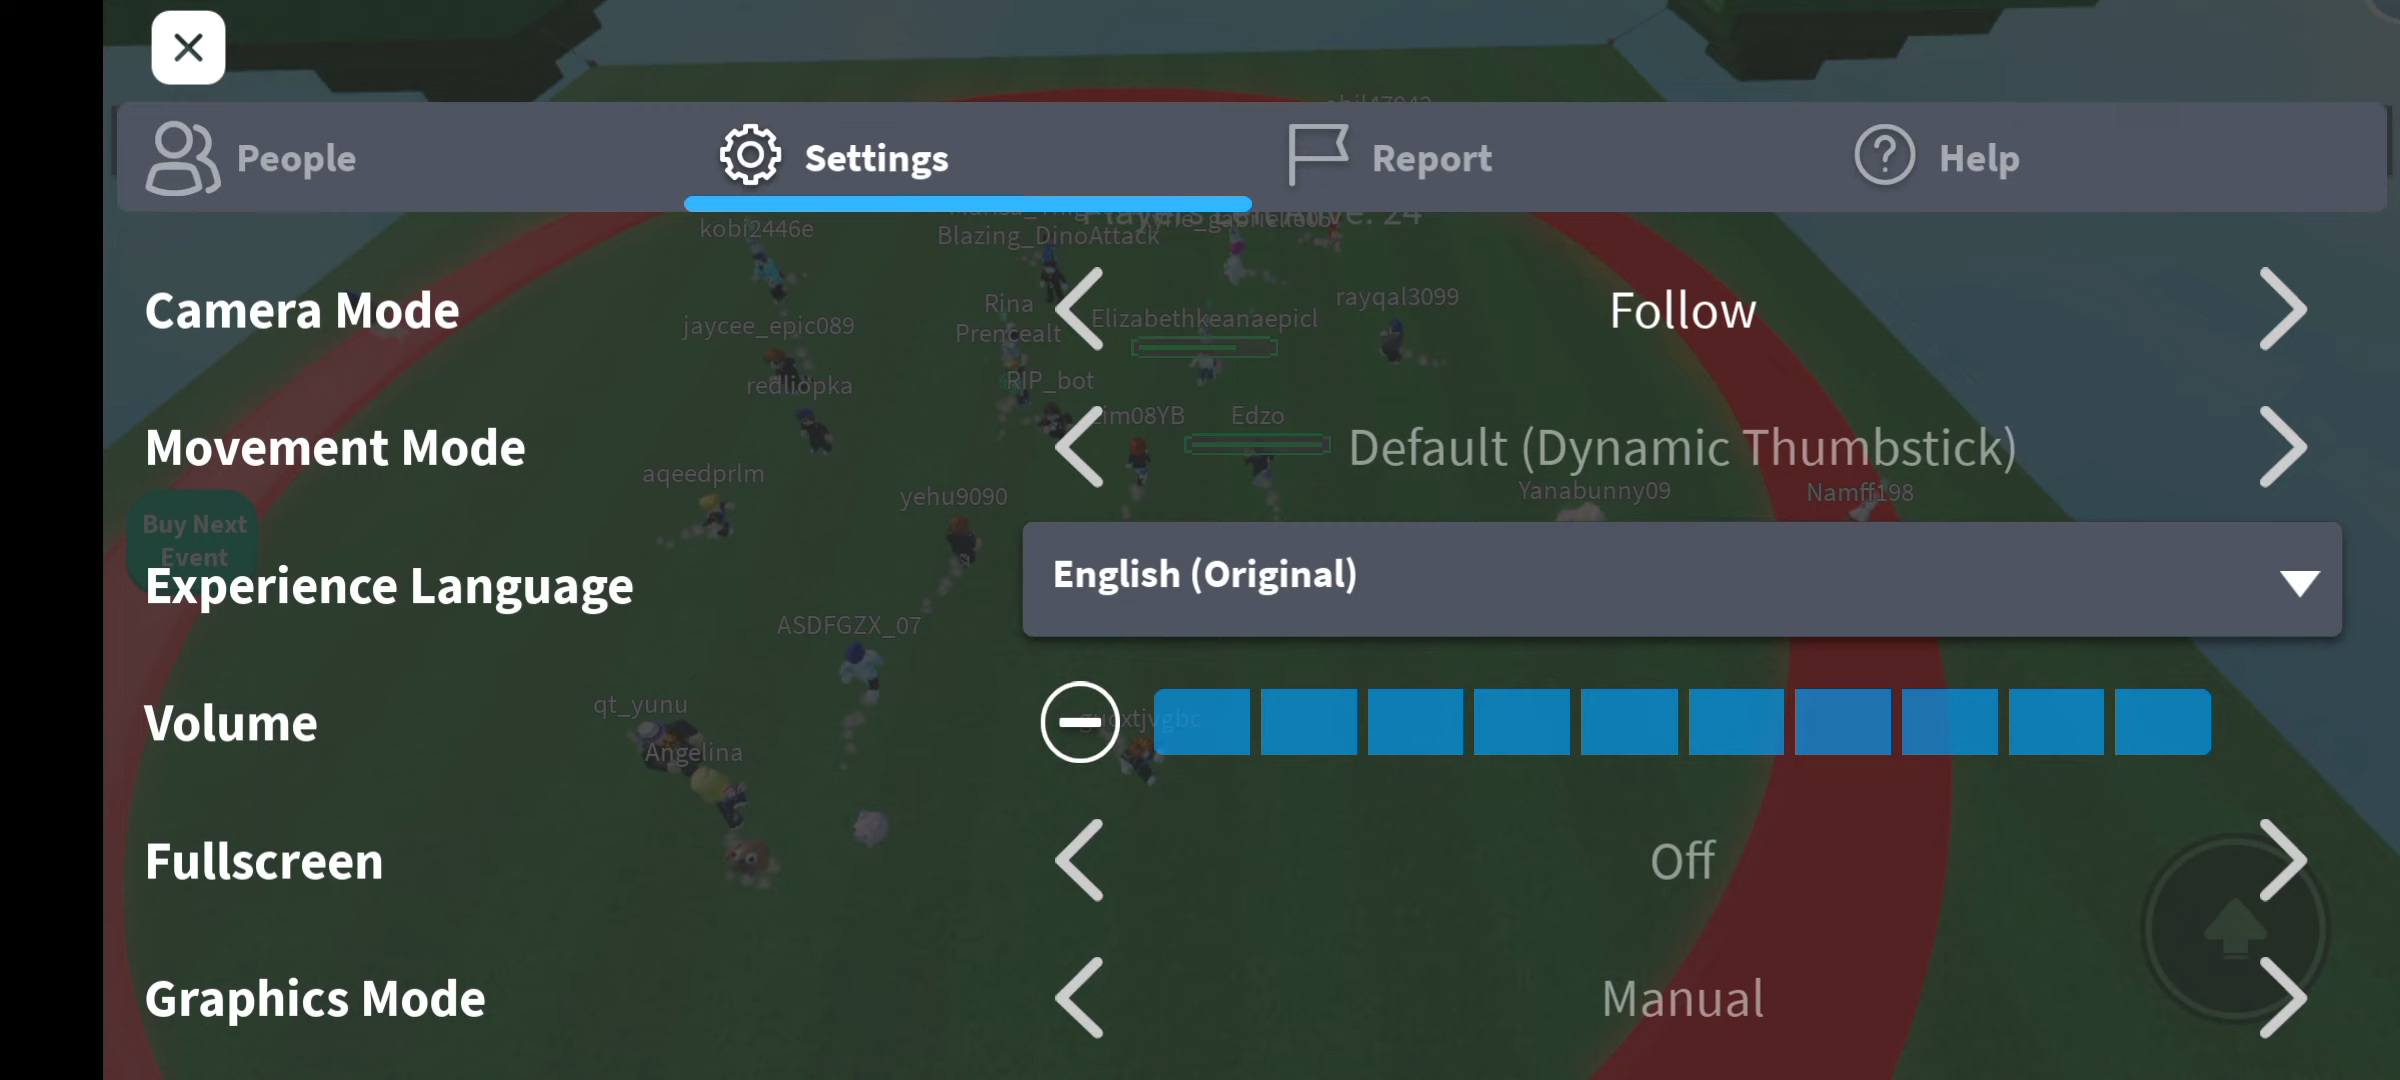 People
Settings
Report
Help
kobi2446e
Blazing_DinoAttack
Camera Mode
Follow
Rina
Prencealt
Elizabethkeanaepicl
rayqal3099
jaycee_epic089
redliopka
RIP_bot
Edzo
Movement Mode
Default (Dynamic Thumbstick)
aqeedprlm
yehu9090
Yanabunny09
Namff198
Buy Next
Event
Experience Language
English (Original)
ASDFGZX_07
qt_yunu
Angelina
Volume
Fullscreen
Off
Graphics Mode
Manual